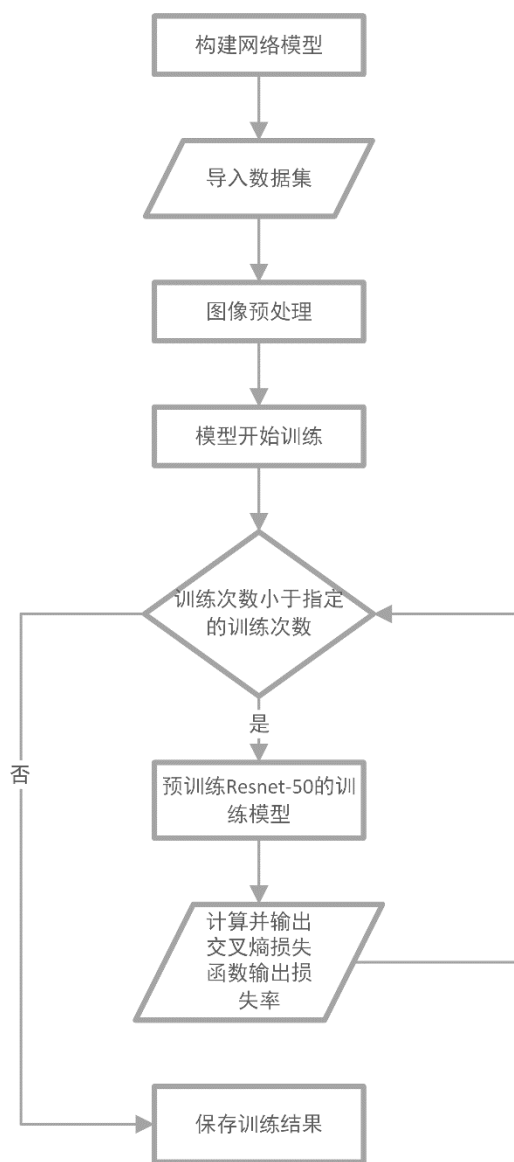 构建网络模型
导入数据集
图像预处理
模型开始训练
训练次数小于指定
的训练次数
是
否
预训练Resnet-50的训
练模型
计算并输出
交叉熵损失
函数输出损
失率
保存训练结果